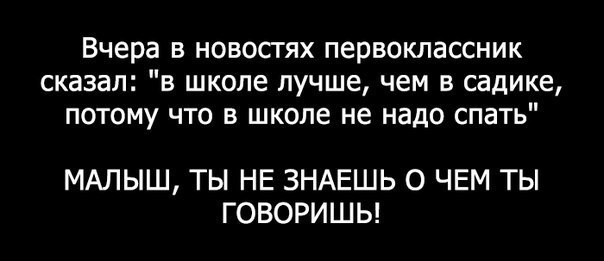 Вчера в новостях первоклассник
сказал: "в школе лучше, чем в садике,
потому что в школе не надо спать"
МАЛЫШ, ТЫ НЕ ЗНАЕШЬ О ЧЕМ ТЫ
ГОВОРИШЬ!